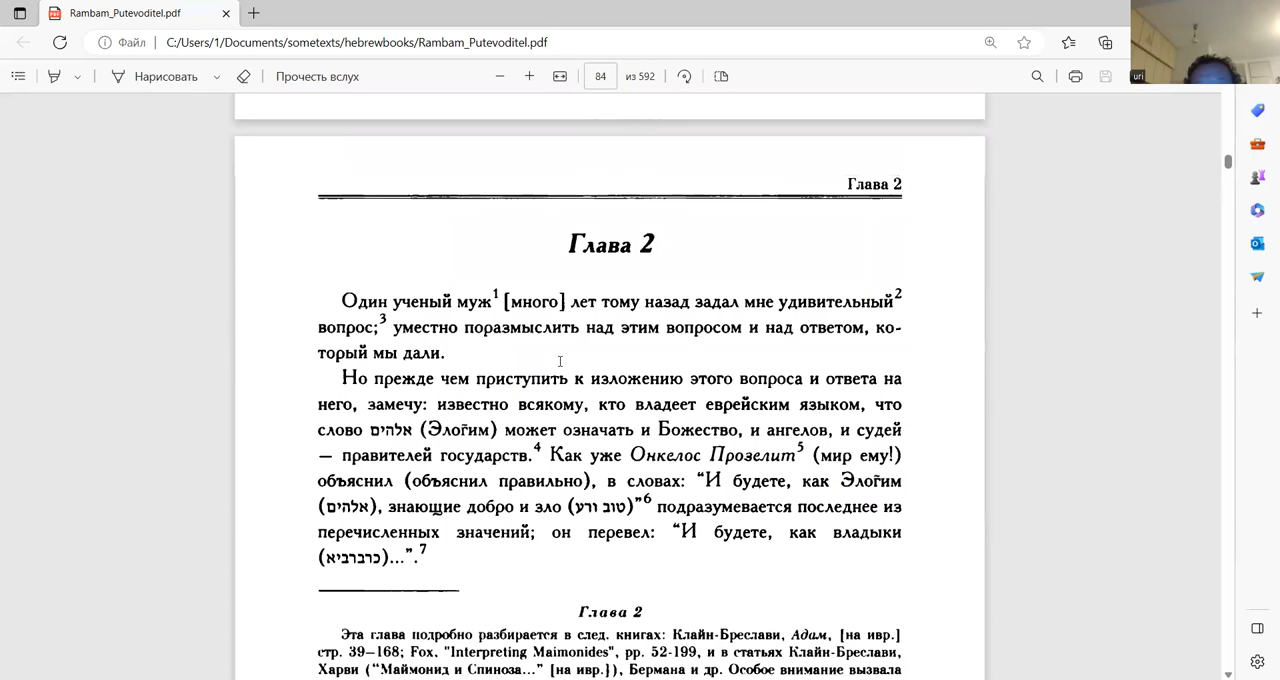 Rambam_Putevoditel.pdf
Файл
C:/Users/1/Documents/sometexts/hebrewbooks/Rambam_Putevoditel.pdf
Нарисовать
Прочесть вслух
84 из 592
uri
Глава 2
Глава 2
Один ученый муж1 [много] лет тому назад задал мне удивительный2
вопрос;3 уместно поразмыслить над этим вопросом и над ответом, ко-
торый мы дали.
Но прежде чем приступить к изложению этого вопроса и ответа на
него, замечу: известно всякому, кто владеет еврейским языком, что
слово אלהים (Элогим) может означать и Божество, и ангелов, и судей
— правителей государств.4 Как уже Онкелос Прозелит5 (мир ему!)
объяснил (объяснил правильно), в словах: “И будете, как Элогим
(אלהים), знающие добро и зло (טוב ורע)”6 подразумевается последнее из
перечисленных значений; он перевел: “И будете, как владыки
(כרברביא)...”.7
Глава 2
Эта глава подробно разбирается в след. книгах: Клайн-Бреслави, Адам, [на ивр.]
стр. 39—168; Fox, "Interpreting Maimonides", pp. 52-199, и в статьях Клайн-Бреслави,
Харви (“Маймонид и Спиноза...” [на ивр.]), Бермана и др. Особое внимание вызвала